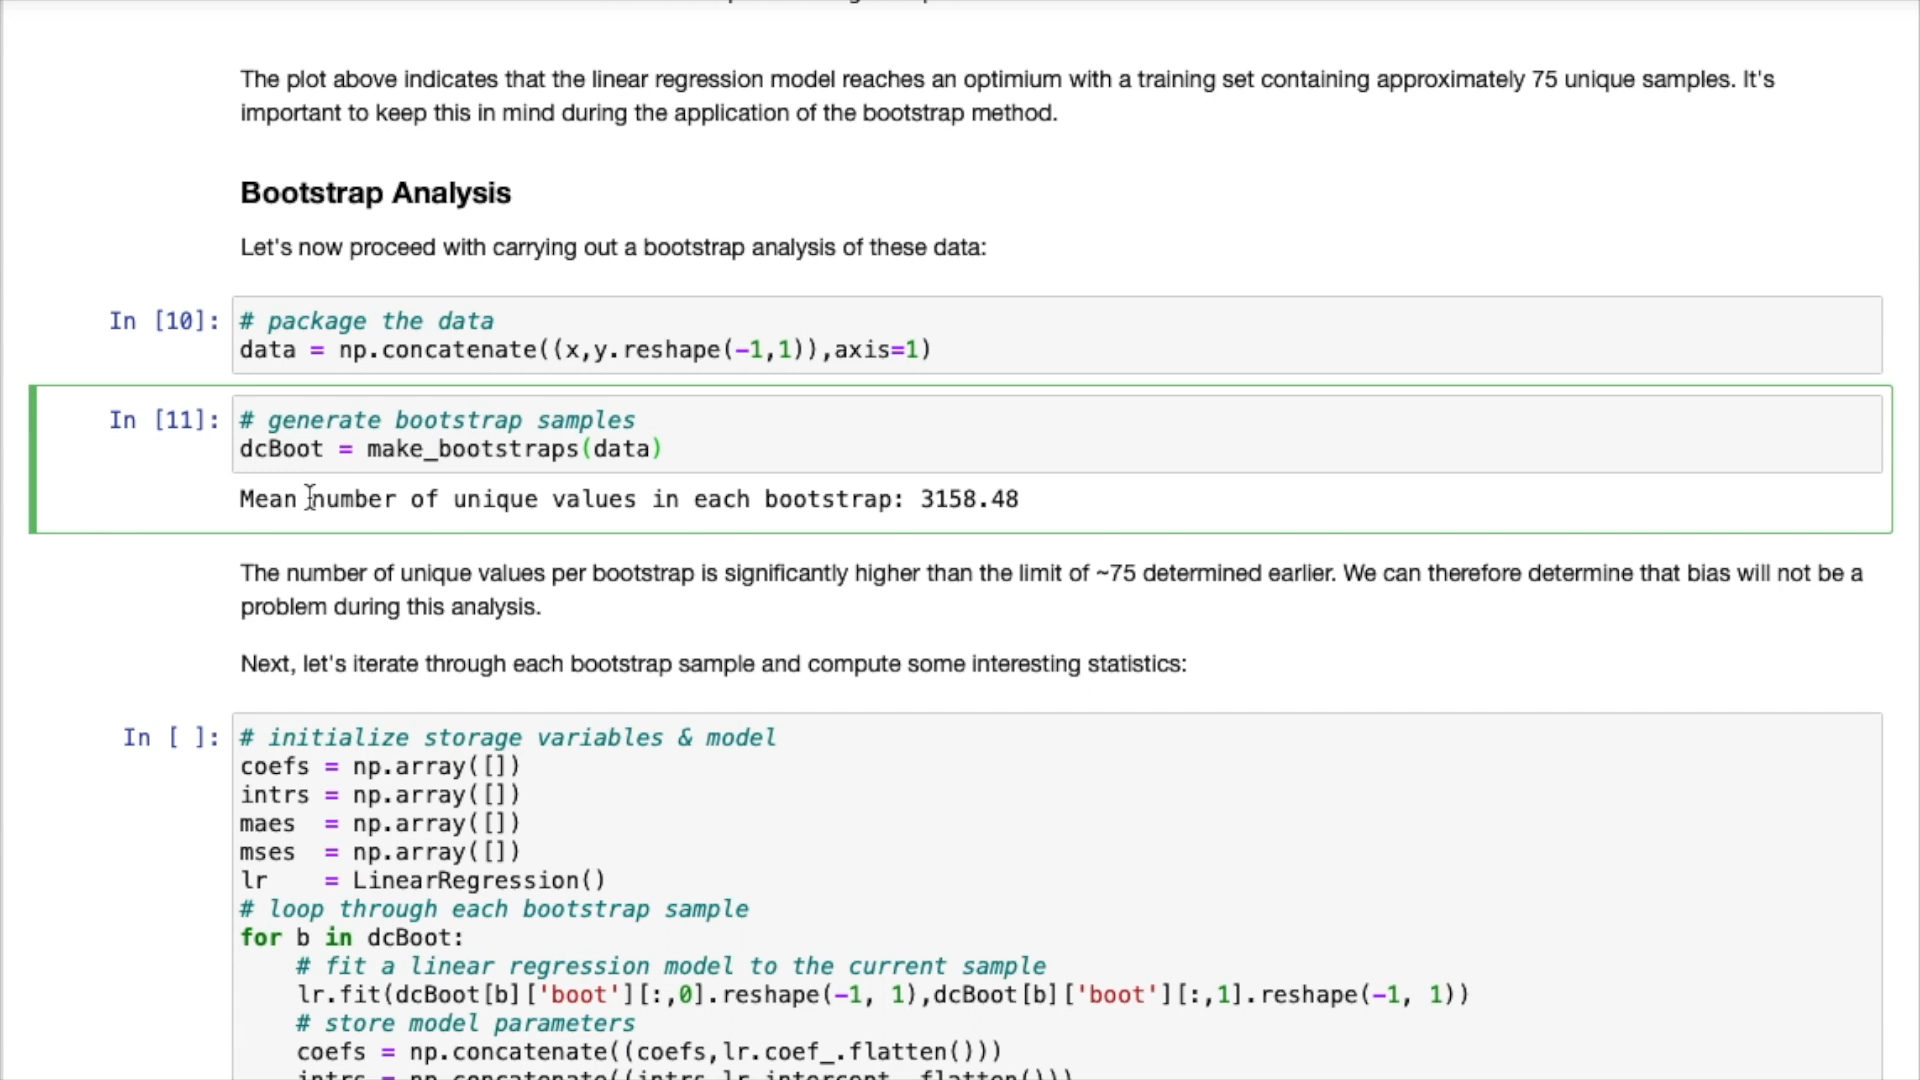 The plot above indicates that the linear regression model reaches an optimium with a training set containing approximately 75 unique samples. It's
important to keep this in mind during the application of the bootstrap method.
Bootstrap Analysis
Let's now proceed with carrying out a bootstrap analysis of these data:
In [10]: # package the data
data = np.concatenate((x,y.reshape(-1,1)),axis=1)
In [11]: # generate bootstrap samples
dcBoot = make_bootstraps(data)
Mean number of unique values in each bootstrap: 3158.48
The number of unique values per bootstrap is significantly higher than the limit of ~75 determined earlier. We can therefore determine that bias will not be a
problem during this analysis.
Next, let's iterate through each bootstrap sample and compute some interesting statistics:
In [ ]: # initialize storage variables & model
coefs = np.array([])
intrs = np.array([])
maes  = np.array([])
mses  = np.array([])
lr    = LinearRegression()
# loop through each bootstrap sample
for b in dcBoot:
    # fit a linear regression model to the current sample
    lr.fit(dcBoot[b]['boot'][:,0].reshape(-1, 1),dcBoot[b]['boot'][:,1].reshape(-1, 1))
    # store model parameters
    coefs = np.concatenate((coefs,lr.coef_.flatten()))
    intrs = np.concatenate((intrs,lr.intercept_.flatten()))